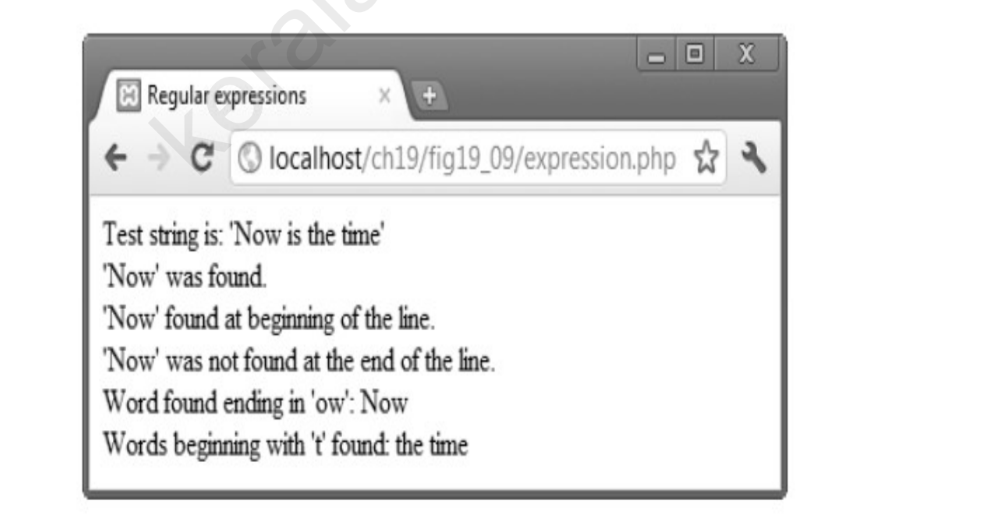 Regular expressions
localhost/ch19/fig19_09/expression.php
Test string is: 'Now is the time'
'Now' was found.
'Now' found at beginning of the line.
'Now' was not found at the end of the line.
Word found ending in 'ow': Now
Words beginning with 't' found: the time